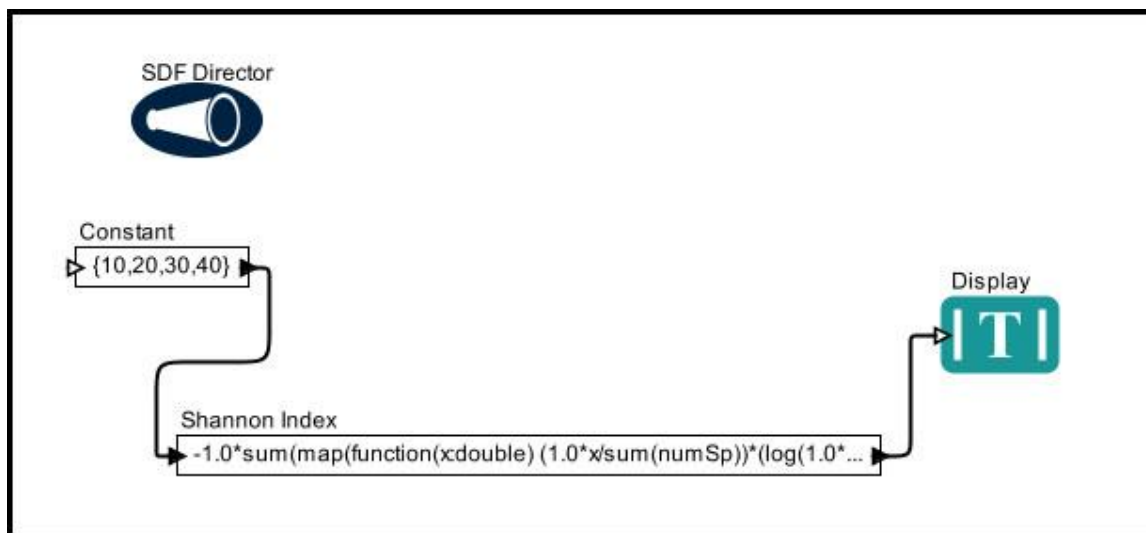 SDF Director
Constant
{10,20,30,40}
Display
T
Shannon Index
-1.0*sum(map(function(x:double) (1.0*x/sum(numSp))*(log(1.0*...